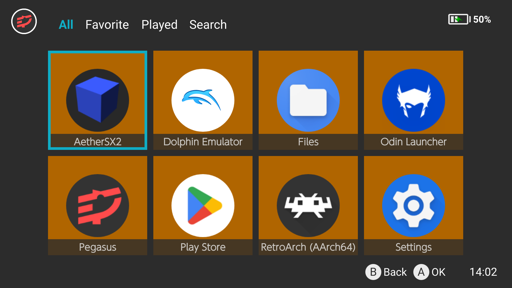 All Favorite Played Search 50%
AetherSX2 Dolphin Emulator Files Odin Launcher
Pegasus Play Store RetroArch (AArch64) Settings
B Back A OK 14:02